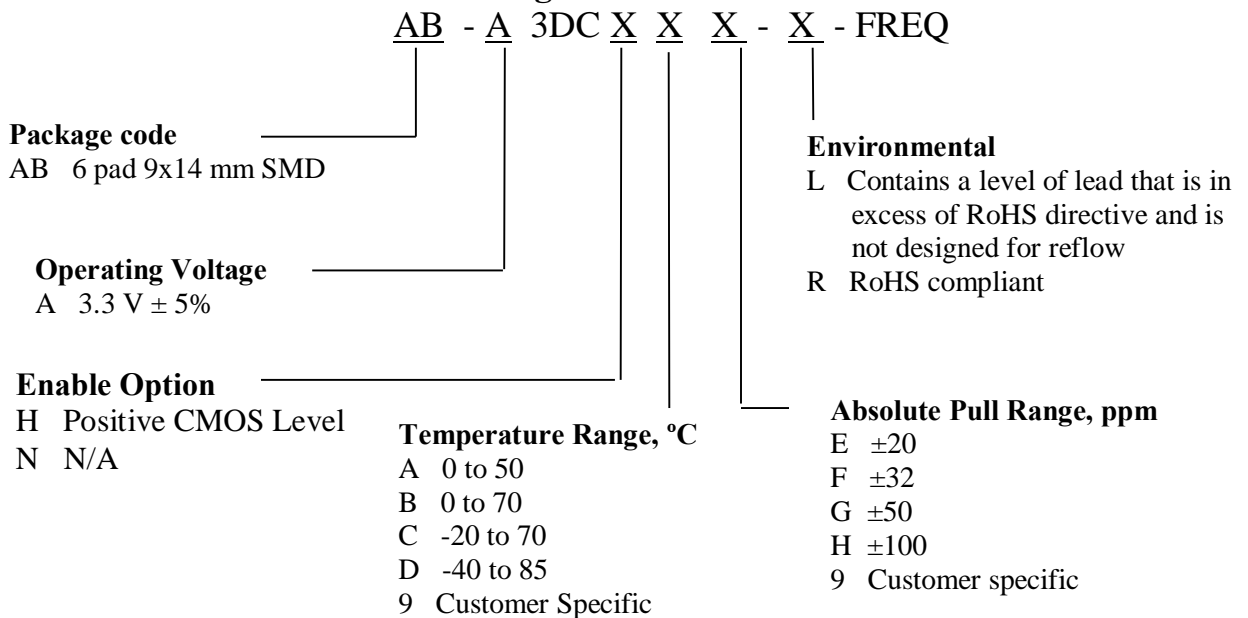 AB - A 3DC X X X - X - FREQ
Package code
AB 6 pad 9x14 mm SMD
Operating Voltage
A 3.3 V ± 5%
Enable Option
H Positive CMOS Level
N N/A
Temperature Range, ºC
A 0 to 50
B 0 to 70
C -20 to 70
D -40 to 85
9 Customer Specific
Absolute Pull Range, ppm
E ±20
F ±32
G ±50
H ±100
9 Customer specific
Environmental
L Contains a level of lead that is in
excess of RoHS directive and is
not designed for reflow
R RoHS compliant